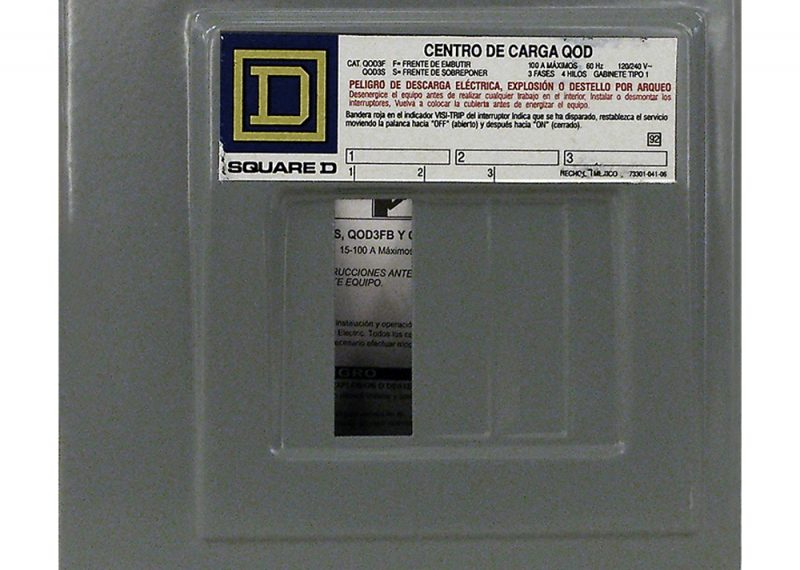 CENTRO DE CARGA QOD
CAT. QOD3F F= FRENTE DE EMBUTIR 100 A MÁXIMOS 60 Hz 120/240 V~
QOD3S S= FRENTE DE SOBREPONER 3 FASES 4 HILOS GABINETE TIPO 1
PELIGRO DE DESCARGA ELÉCTRICA, EXPLOSIÓN O DESTELLO POR ARQUEO
Desenergice el equipo antes de realizar cualquier trabajo en el interior, Instalar o desmontar los
interruptores, Vuelva a colocar la cubierta antes de energizar el equipo.
Bandera roja en el indicador VISI-TRIP del interruptor Indica que se ha disparado, restablezca el servicio
moviendo la palanca hacia "OFF" (abierto) y después hacia "ON" (cerrado).
92
D
SQUARE D
1 2 3
1 2 3
73301-041-06
S, QOD3FB Y
15-100 A Máximos
RUCCIONES ANTE
E EQUIPO.
instalación y operació
Electric. Todos los
ecesario efectuar
GRO